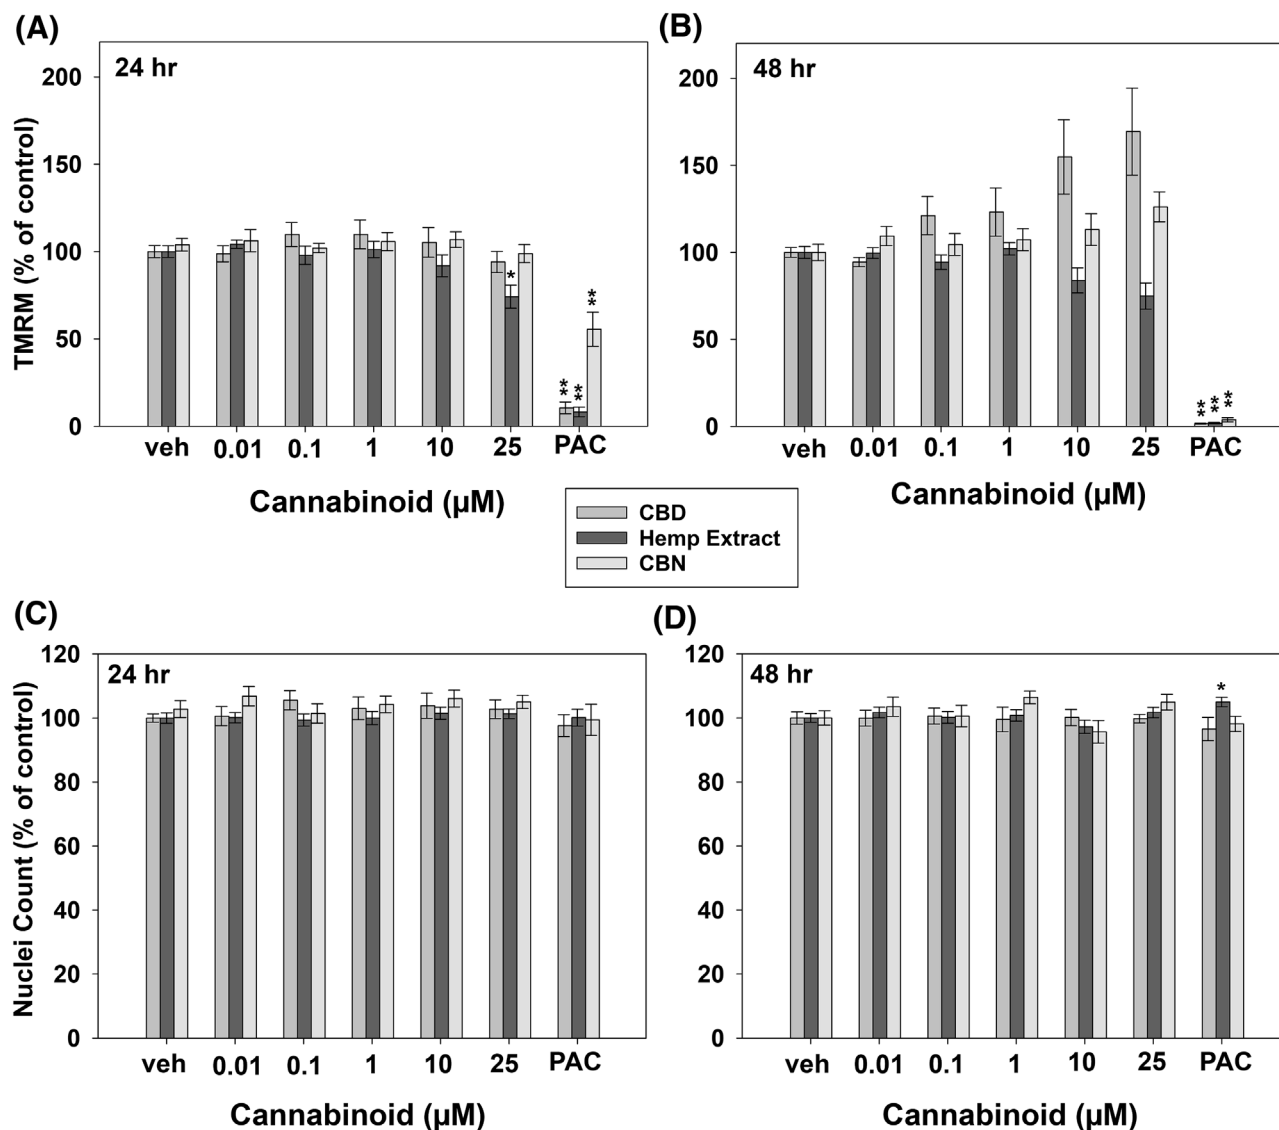 (A)
24 hr
200
150
100
50
0
TMRM (% of control)
*
** ** **
veh 0.01 0.1 1 10 25 PAC
Cannabinoid (μM)
(B)
48 hr
200
150
100
50
0
** ** **
veh 0.01 0.1 1 10 25 PAC
Cannabinoid (μM)
CBD
Hemp Extract
CBN
(C)
24 hr
120
100
80
60
40
20
0
Nuclei Count (% of control)
veh 0.01 0.1 1 10 25 PAC
Cannabinoid (μM)
(D)
48 hr
120
100
80
60
40
20
0
*
veh 0.01 0.1 1 10 25 PAC
Cannabinoid (μM)